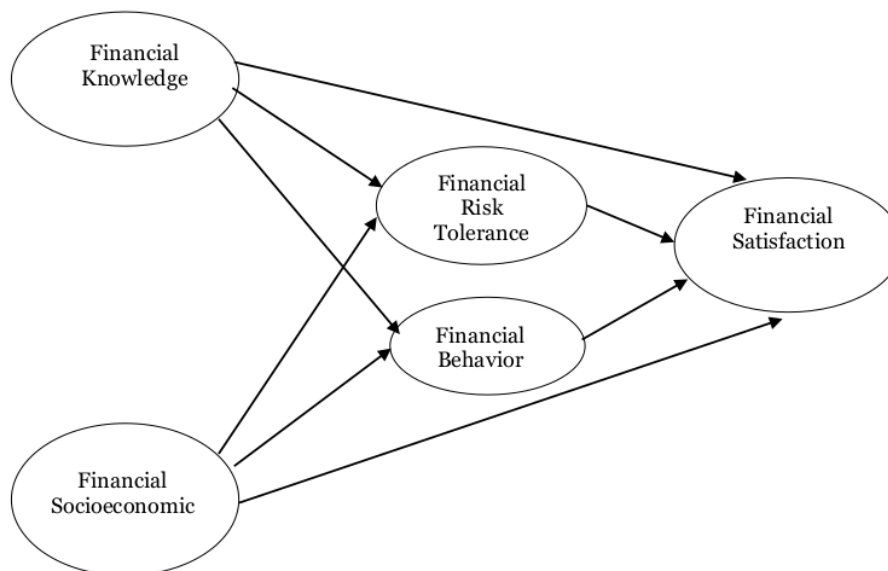 Financial
Knowledge
Financial
Risk
Tolerance
Financial
Satisfaction
Financial
Behavior
Financial
Socioeconomic